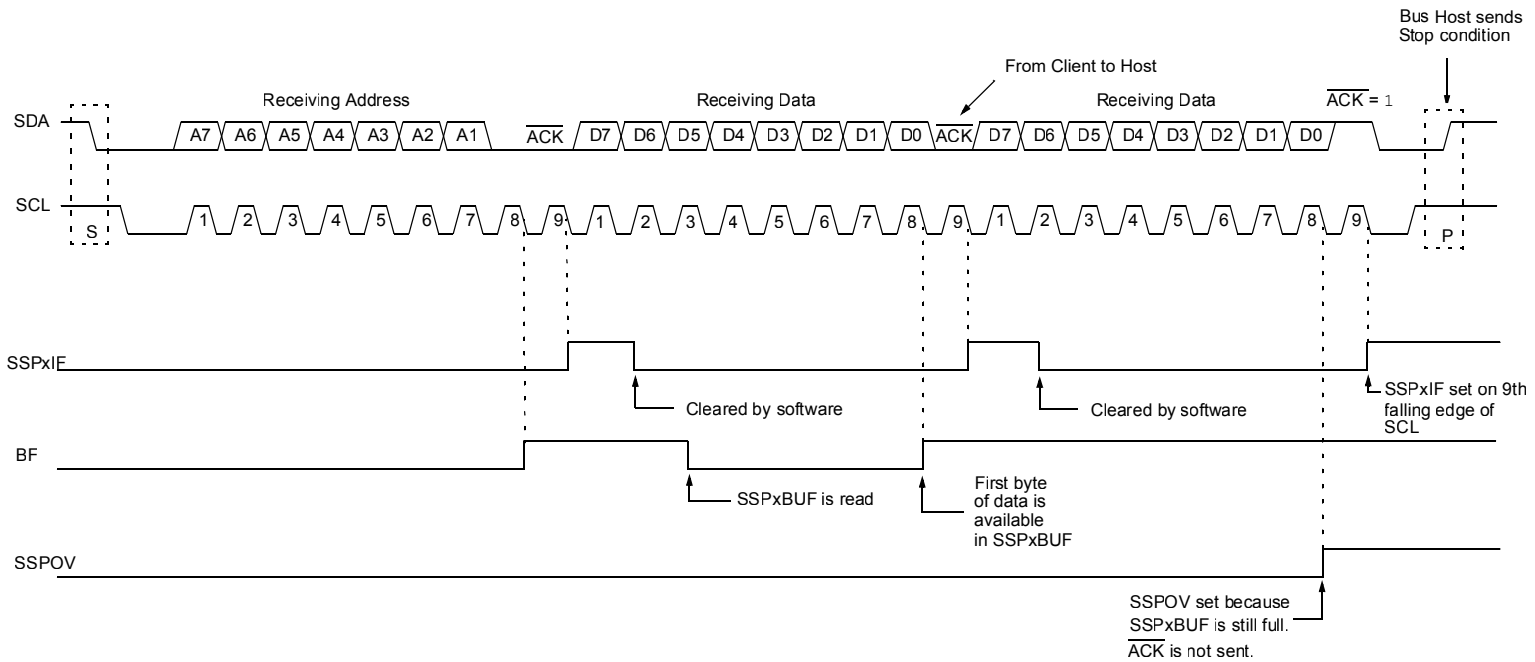 Bus Host sends
Stop condition
From Client to Host
Receiving Address
Receiving Data
Receiving Data
ACK = 1
SDA
A7 A6 A5 A4 A3 A2 A1 ACK D7 D6 D5 D4 D3 D2 D1 D0 ACK D7 D6 D5 D4 D3 D2 D1 D0
SCL
S
1 2 3 4 5 6 7 8 9 1 2 3 4 5 6 7 8 9 1 2 3 4 5 6 7 8 9
P
SSPxIF
Cleared by software
Cleared by software
SSPxIF set on 9th
falling edge of
SCL
BF
SSPxBUF is read
First byte
of data is
available
in SSPxBUF
SSPOV
SSPOV set because
SSPxBUF is still full.
ACK is not sent.